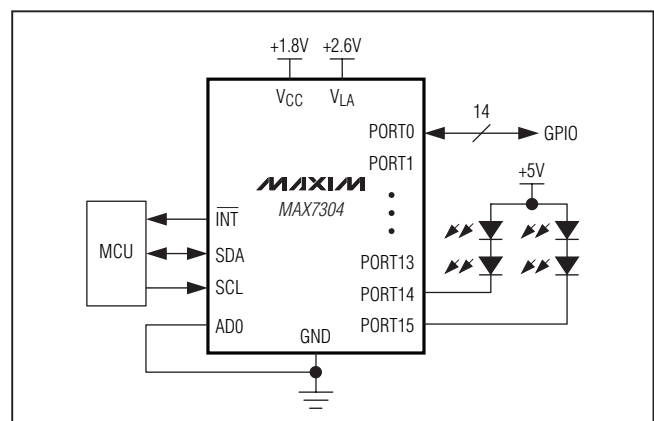 +1.8V +2.6V
VCC VLA
14
PORT0 GPIO
PORT1
+5V
MAXIM
MAX7304
INT
MCU SDA
PORT13
SCL PORT14
AD0 PORT15
GND